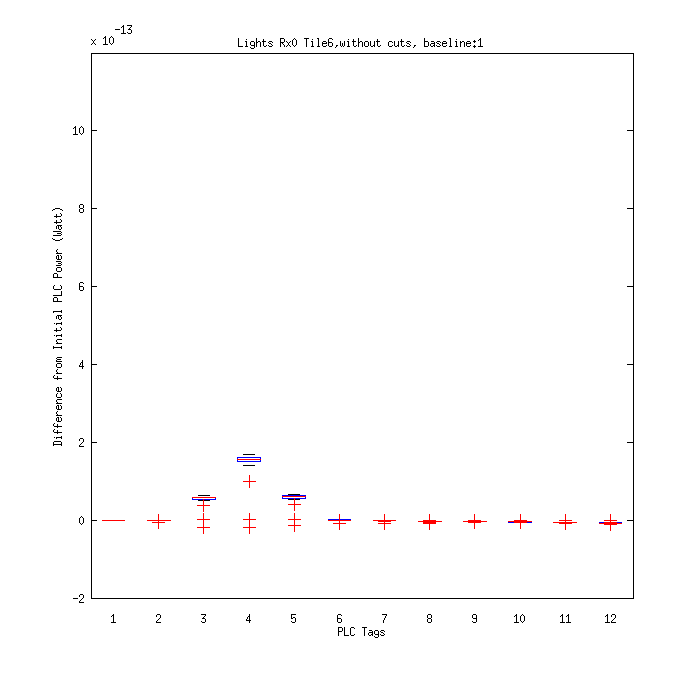 x 10^-13
Lights Rx0 Tile6,without cuts, baseline:1
Difference from Initial PLC Power (Watt)
10
8
6
4
2
0
-2
1 2 3 4 5 6 7 8 9 10 11 12
PLC Tags